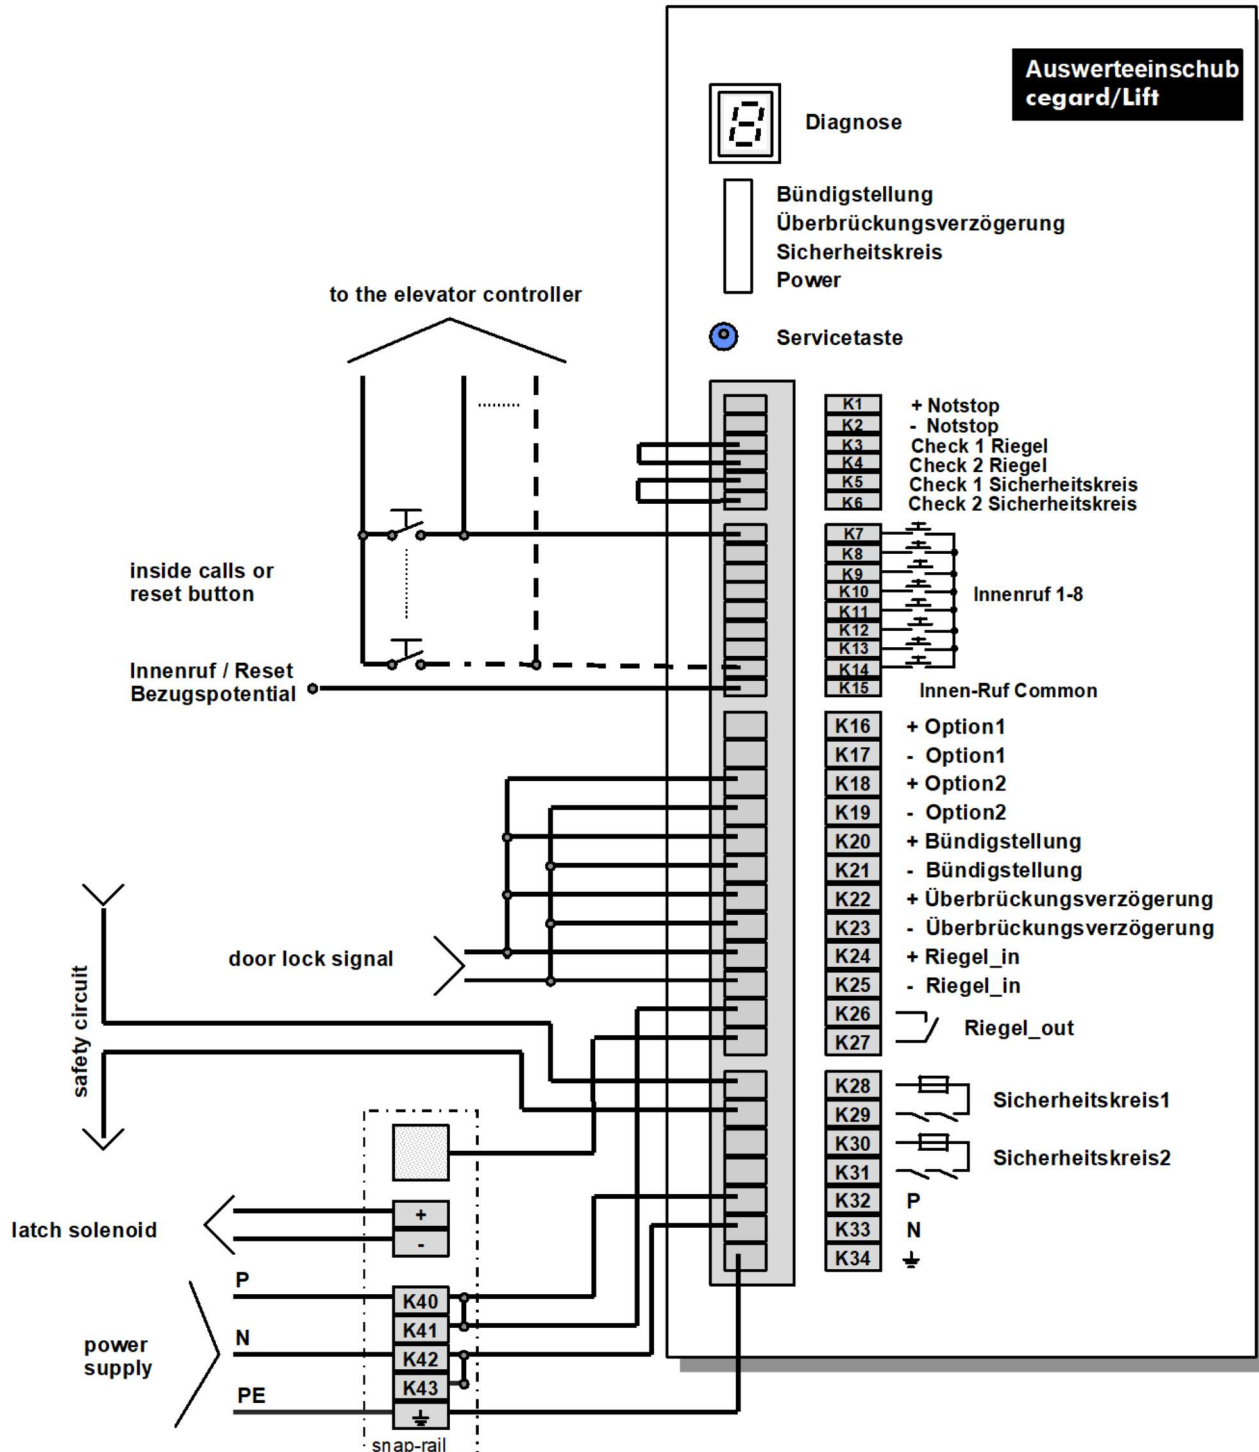 Auswerteeinschub
cegard/Lift
Diagnose
Bündigstellung
Überbrückungsverzögerung
Sicherheitskreis
Power
to the elevator controller
Servicetaste
K1 + Notstop
K2 - Notstop
K3 Check 1 Riegel
K4 Check 2 Riegel
K5 Check 1 Sicherheitskreis
K6 Check 2 Sicherheitskreis
K7
K8
K9
K10
K11
K12
K13
K14
Innenruf 1-8
K15 Innen-Ruf Common
inside calls or
reset button
Innenruf / Reset
Bezugspotential
K16 + Option1
K17 - Option1
K18 + Option2
K19 - Option2
K20 + Bündigstellung
K21 - Bündigstellung
K22 + Überbrückungsverzögerung
K23 - Überbrückungsverzögerung
K24 + Riegel_in
K25 - Riegel_in
K26
K27
Riegel_out
door lock signal
safety circuit
K28
K29
Sicherheitskreis1
K30
K31
Sicherheitskreis2
K32 P
K33 N
K34
latch solenoid
+
-
power
supply
P
N
PE
K40
K41
K42
K43
snap-rail